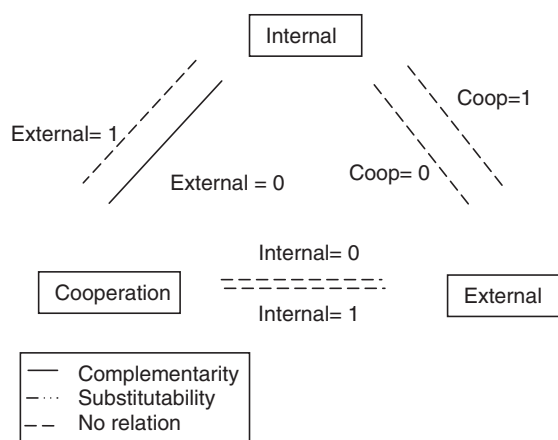 Internal
Coop=1
External= 1
External = 0
Coop= 0
Internal= 0
Cooperation
External
Internal= 1
Complementarity
Substitutability
No relation